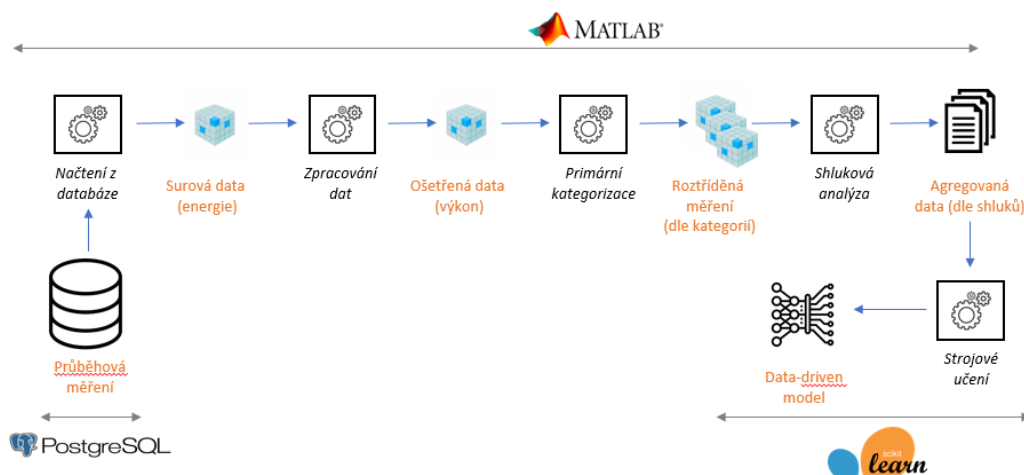 MATLAB®
Načtení z
databáze
Surová data
(energie)
Zpracování
dat
Ošetřená data
(výkon)
Primární
kategorizace
Roztříděná
měření
(dle kategorií)
Shluková
analýza
Agregovaná
data (dle shluků)
Průběhová
měření
Data-driven
model
Strojové
učení
PostgreSQL
scikit
learn